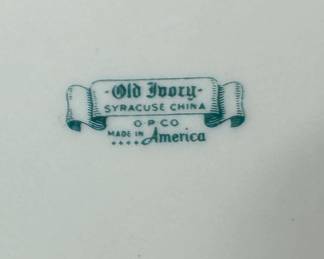 -Old Ivory-
SYRACUSE CHINA
O-P-CO
MADE IN America